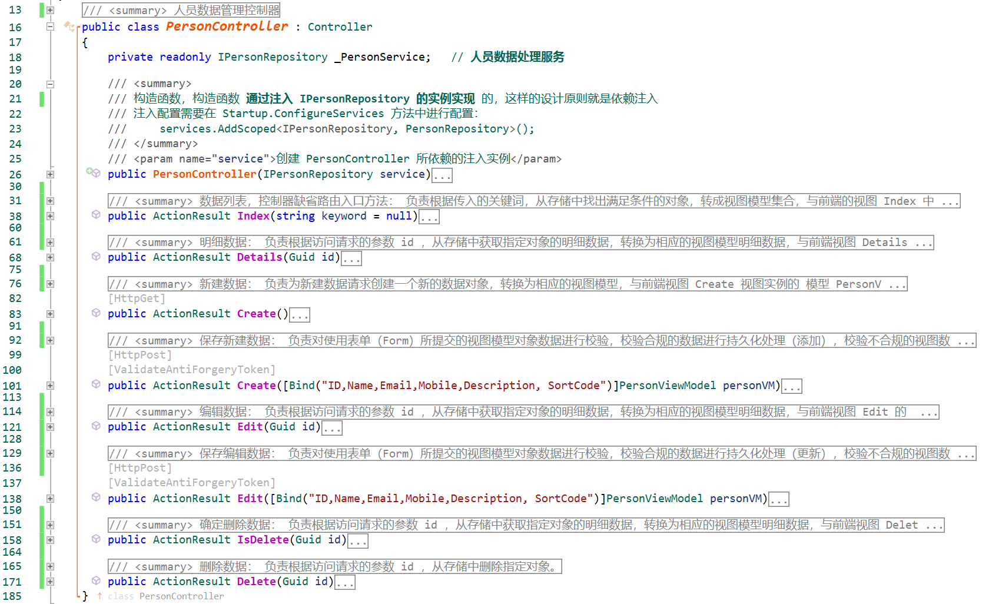 13 /// <summary> 人员数据管理控制器
16 public class PersonController : Controller
17 {
18 private readonly IPersonRepository _PersonService; // 人员数据处理服务
19
20 /// <summary>
21 /// 构造函数，构造函数 通过注入 IPersonRepository 的实例实现 的，这样的设计原则就是依赖注入
22 /// 注入配置需要在 Startup.ConfigureServices 方法中进行配置：
23 /// services.AddScoped<IPersonRepository, PersonRepository>();
24 /// </summary>
25 /// <param name="service">创建 PersonController 所依赖的注入实例</param>
26 public PersonController(IPersonRepository service)...
30
31 /// <summary> 数据列表，控制器缺省路由入口方法： 负责根据传入的关键词，从存储中找出满足条件的对象，转成视图模型集合，与前端的视图 Index 中 ...
38 public ActionResult Index(string keyword = null)...
60
61 /// <summary> 明细数据： 负责根据访问请求的参数 id ，从存储中获取指定对象的明细数据，转换为相应的视图模型明细数据，与前端视图 Details ...
68 public ActionResult Details(Guid id)...
75
76 /// <summary> 新建数据： 负责为新建数据请求创建一个新的数据对象，转换为相应的视图模型，与前端视图 Create 视图实例的 模型 PersonV ...
82 [HttpGet]
83 public ActionResult Create()...
91
92 /// <summary> 保存新建数据： 负责对使用表单（Form）所提交的视图模型对象数据进行校验，校验合规的数据进行持久化处理（添加），校验不合规的视图数 ...
99 [HttpPost]
100 [ValidateAntiForgeryToken]
101 public ActionResult Create([Bind("ID,Name,Email,Mobile,Description, SortCode")]PersonViewModel personVM)...
113
114 /// <summary> 编辑数据： 负责根据访问请求的参数 id ，从存储中获取指定对象的明细数据，转换为相应的视图模型明细数据，与前端视图 Edit 的 ...
121 public ActionResult Edit(Guid id)...
128
129 /// <summary> 保存编辑数据： 负责对使用表单（Form）所提交的视图模型对象数据进行校验，校验合规的数据进行持久化处理（更新），校验不合规的视图数 ...
136 [HttpPost]
137 [ValidateAntiForgeryToken]
138 public ActionResult Edit([Bind("ID,Name,Email,Mobile,Description, SortCode")]PersonViewModel personVM)...
150
151 /// <summary> 确定删除数据： 负责根据访问请求的参数 id ，从存储中获取指定对象的明细数据，转换为相应的视图模型明细数据，与前端视图 Delet ...
158 public ActionResult IsDelete(Guid id)...
164
165 /// <summary> 删除数据： 负责根据访问请求的参数 id ，从存储中删除指定对象。
171 public ActionResult Delete(Guid id)...
185 } ↑ class PersonController